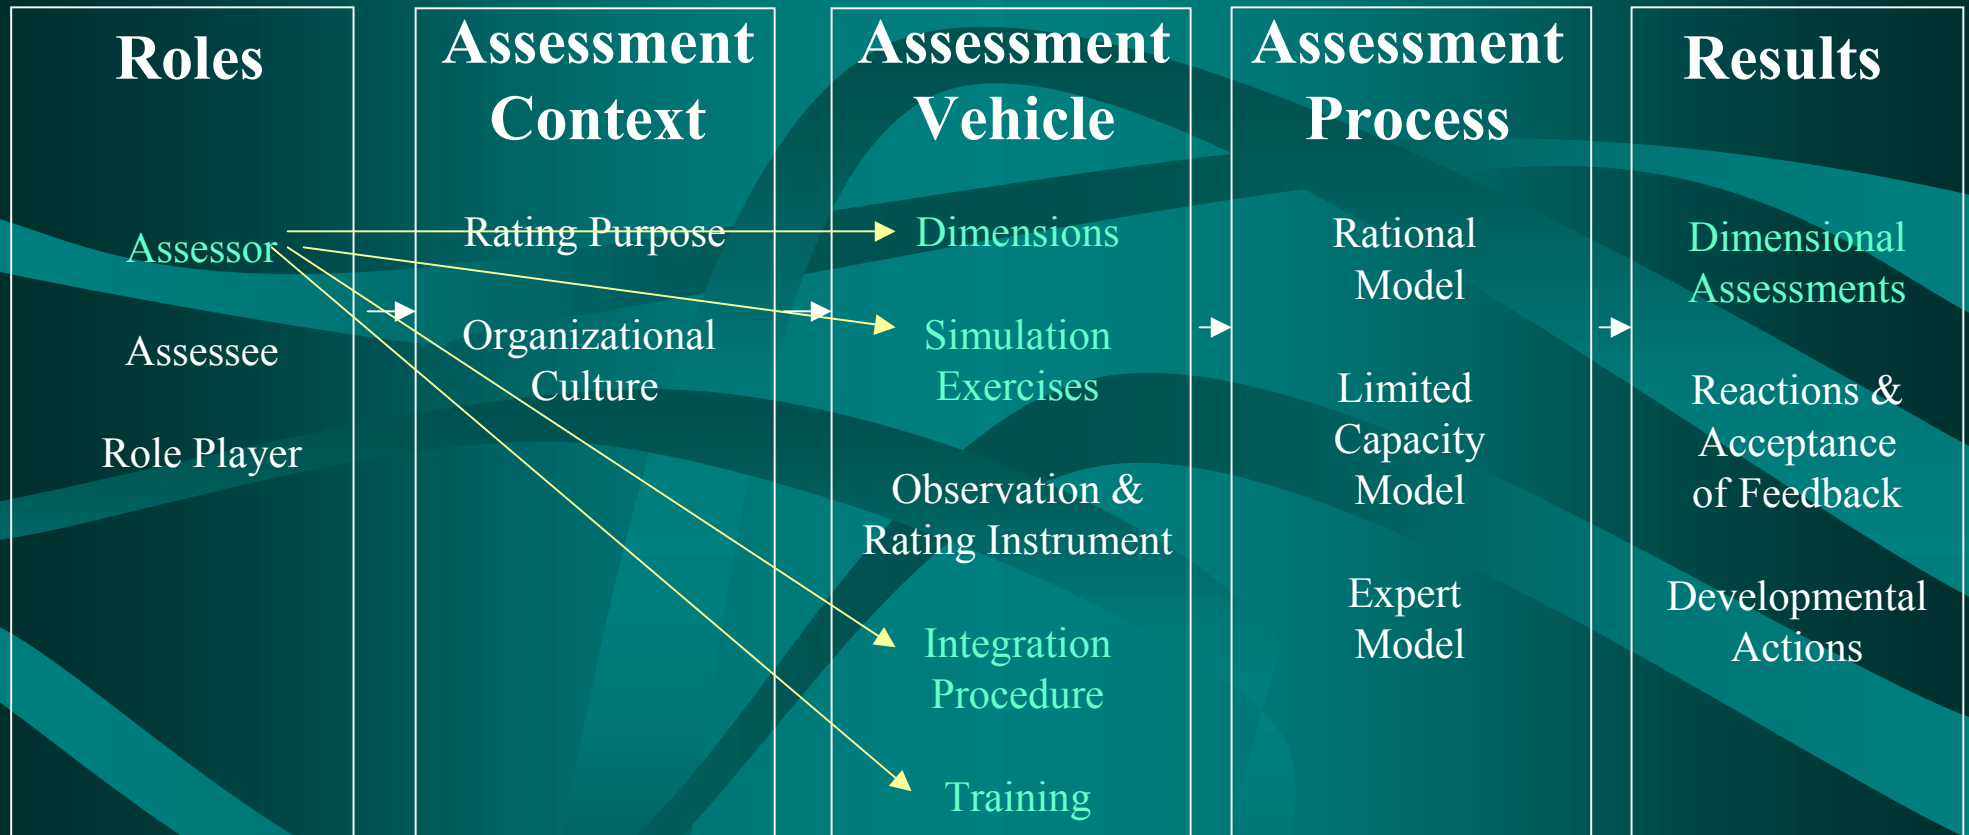 Roles
Assessor
Assessee
Role Player
Assessment
Context
Rating Purpose
Organizational
Culture
Assessment
Vehicle
Dimensions
Simulation
Exercises
Observation &
Rating Instrument
Integration
Procedure
Training
Assessment
Process
Rational
Model
Limited
Capacity
Model
Expert
Model
Results
Dimensional
Assessments
Reactions &
Acceptance
of Feedback
Developmental
Actions